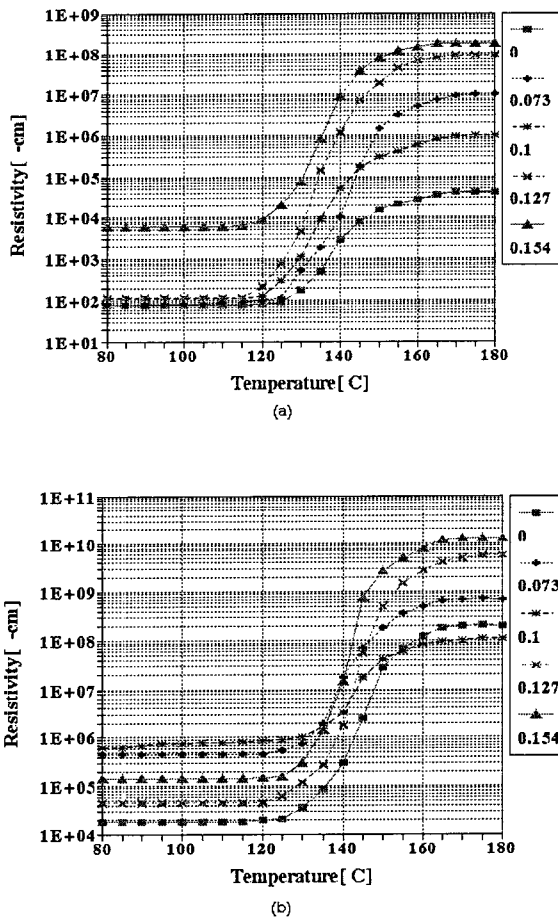 1E+09
1E+08
1E+07
1E+06
1E+05
1E+04
1E+03
1E+02
1E+01
Resistivity[ -cm]
80 100 120 140 160 180
Temperature[ C]
0
0.073
0.1
0.127
0.154
(a)
1E+11
1E+10
1E+09
1E+08
1E+07
1E+06
1E+05
1E+04
Resistivity[ -cm]
80 100 120 140 160 180
Temperature[ C]
0
0.073
0.1
0.127
0.154
(b)